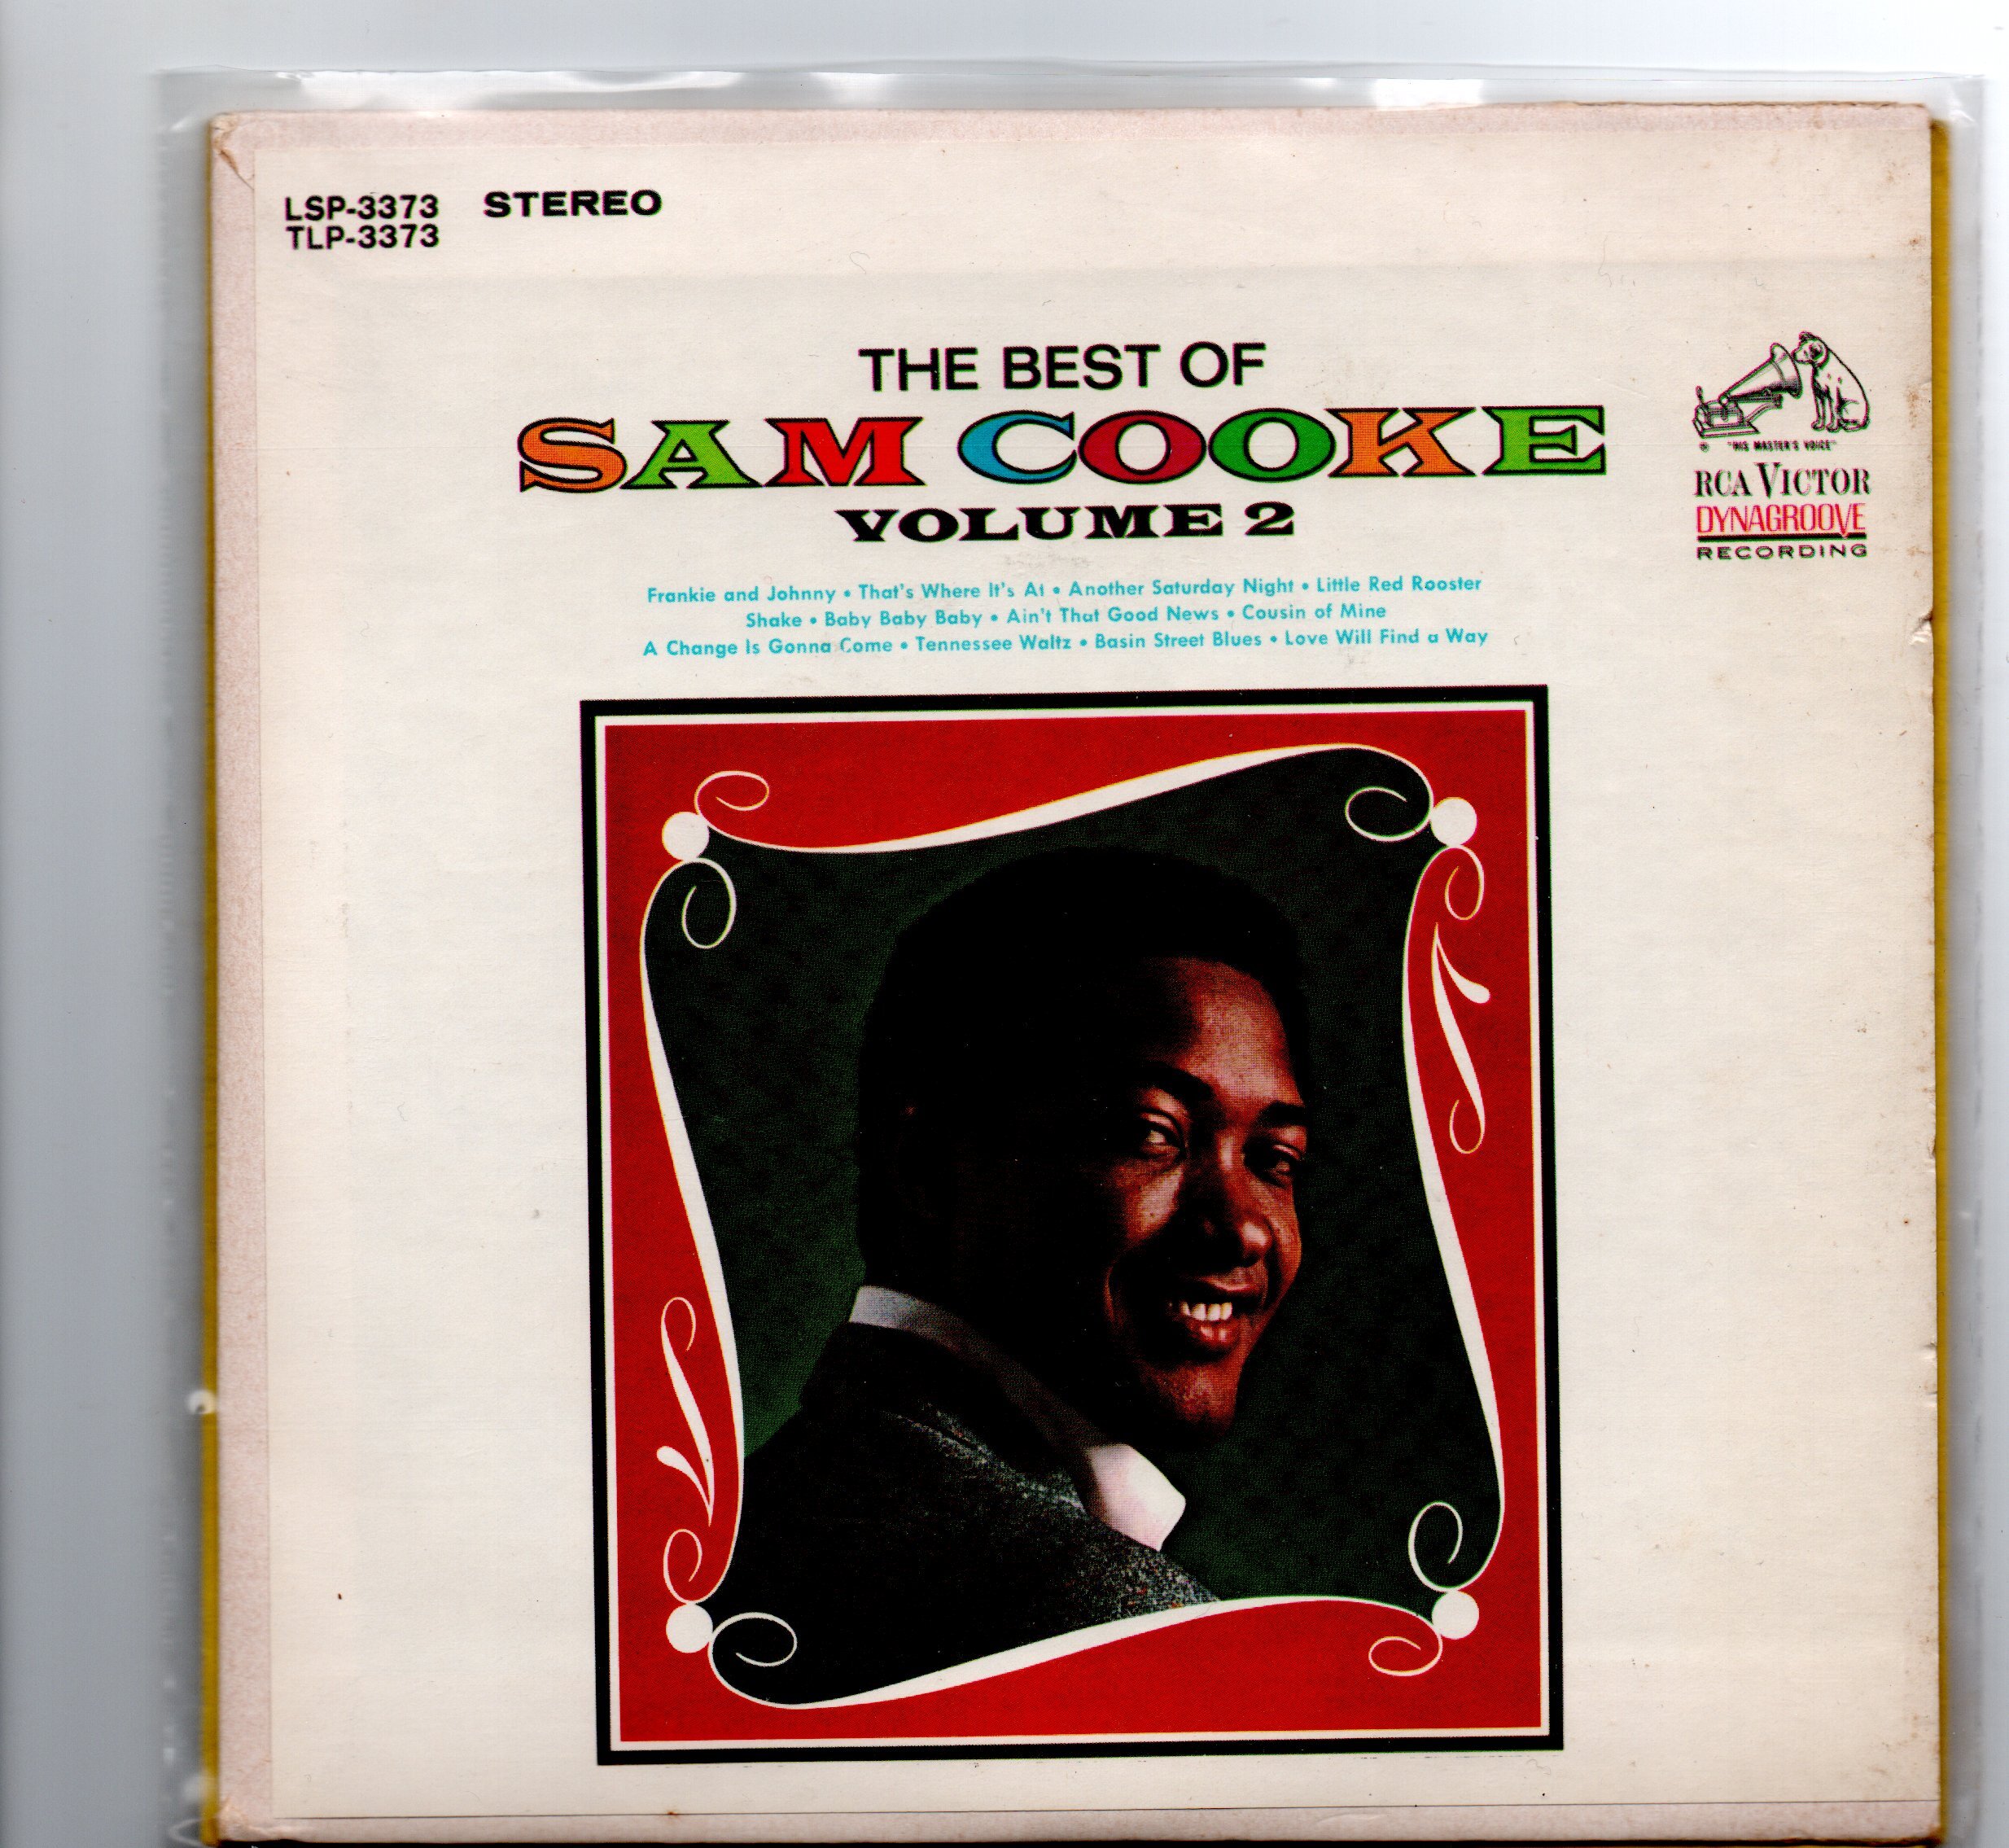 LSP-3373 STEREO
TLP-3373
THE BEST OF
SAM COOKE
VOLUME 2
"HIS MASTER'S VOICE"
RCA VICTOR
DYNAGROOVE
RECORDING
Frankie and Johnny • That's Where It's At • Another Saturday Night • Little Red Rooster
Shake • Baby Baby Baby • Ain't That Good News • Cousin of Mine
A Change Is Gonna Come • Tennessee Waltz • Basin Street Blues • Love Will Find a Way